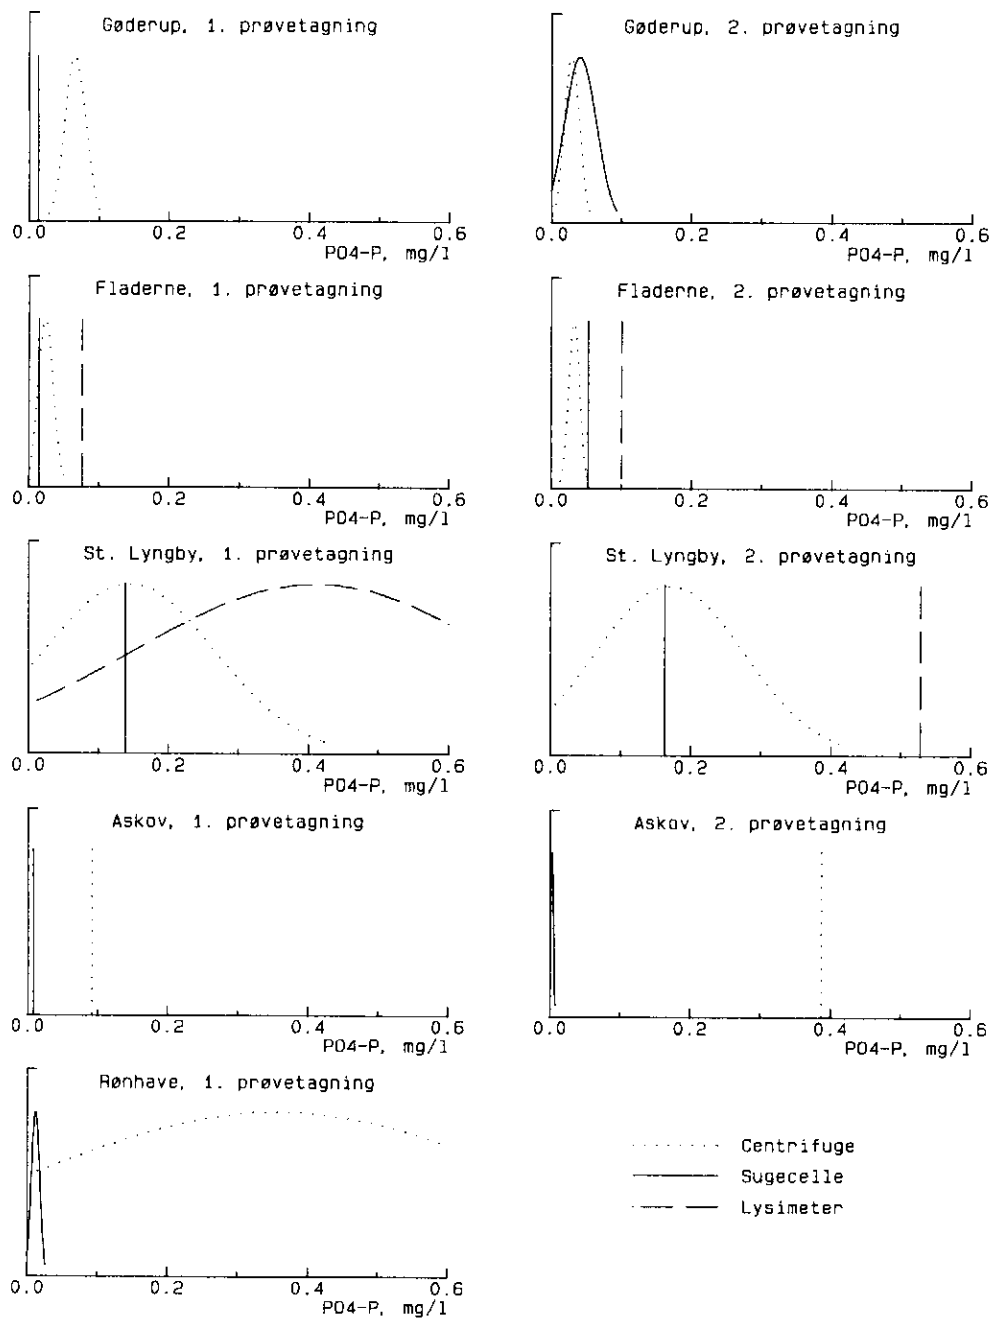 Gøderup, 1. prøvetagning
0.0 0.2 0.4 0.6
PO4-P, mg/l
Gøderup, 2. prøvetagning
0.0 0.2 0.4 0.6
PO4-P, mg/l
Fladerne, 1. prøvetagning
0.0 0.2 0.4 0.6
PO4-P, mg/l
Fladerne, 2. prøvetagning
0.0 0.2 0.4 0.6
PO4-P, mg/l
St. Lyngby, 1. prøvetagning
0.0 0.2 0.4 0.6
PO4-P, mg/l
St. Lyngby, 2. prøvetagning
0.0 0.2 0.4 0.6
PO4-P, mg/l
Askov, 1. prøvetagning
0.0 0.2 0.4 0.6
PO4-P, mg/l
Askov, 2. prøvetagning
0.0 0.2 0.4 0.6
PO4-P, mg/l
Rønhave, 1. prøvetagning
0.0 0.2 0.4 0.6
PO4-P, mg/l
Centrifuge
Sugecelle
Lysimeter